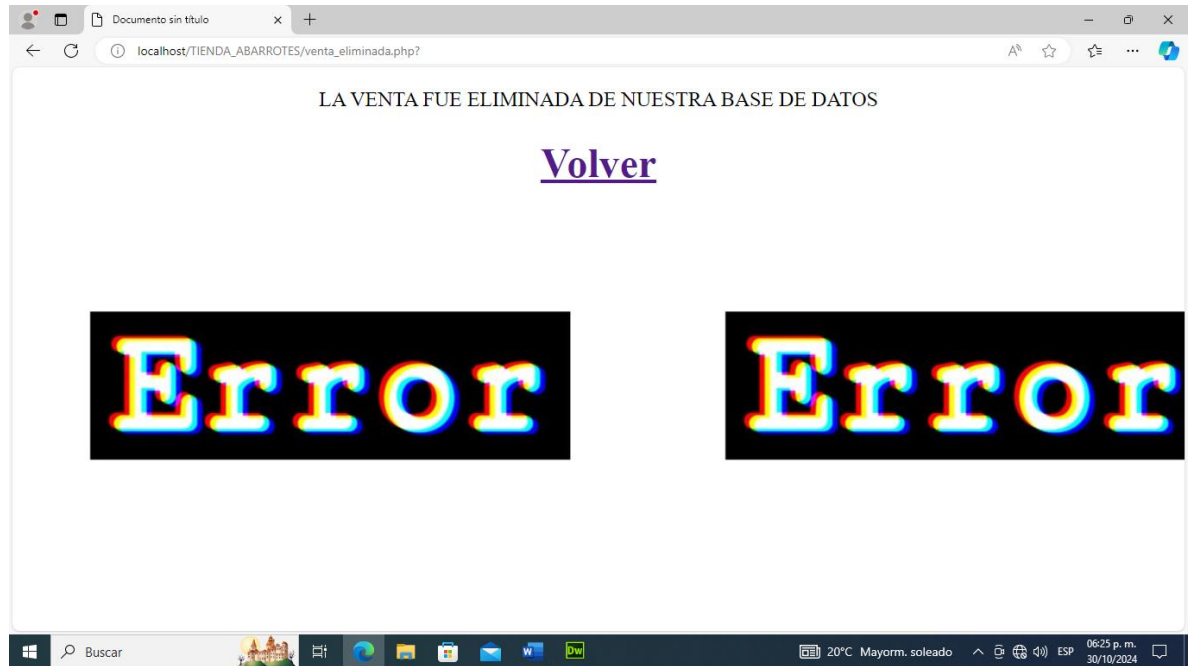 Documento sin título
localhost/TIENDA_ABARROTES/venta_eliminada.php?
LA VENTA FUE ELIMINADA DE NUESTRA BASE DE DATOS
Volver
Error Error
Buscar
W
Dw
20°C Mayorm. soleado
ESP
06:25 p. m.
30/10/2024